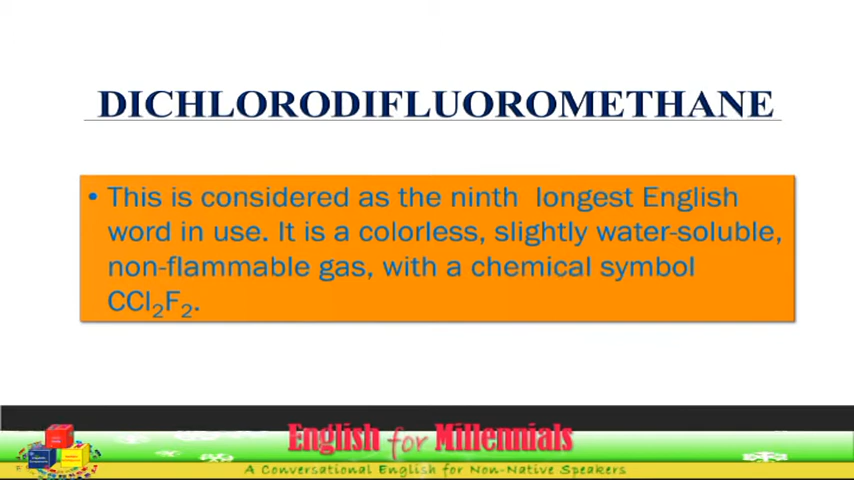 DICHLORODIFLUOROMETHANE
• This is considered as the ninth longest English
word in use. It is a colorless, slightly water-soluble,
non-flammable gas, with a chemical symbol
CCl₂F₂.
English for Millennials
A Conversational English for Non-Native Speakers